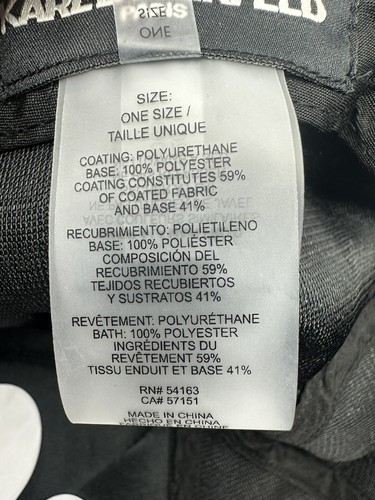 PARIS
SIZE
ONE
SIZE:
ONE SIZE /
TAILLE UNIQUE
COATING: POLYURETHANE
BASE: 100% POLYESTER
COATING CONSTITUTES 59%
OF COATED FABRIC
AND BASE 41%
RECUBRIMIENTO: POLIETILENO
BASE: 100% POLIÉSTER
COMPOSICIÓN DEL
RECUBRIMIENTO 59%
TEJIDOS RECUBIERTOS
Y SUSTRATOS 41%
REVÊTEMENT: POLYURÉTHANE
BATH: 100% POLYESTER
INGRÉDIENTS DU
REVÊTEMENT 59%
TISSU ENDUIT ET BASE 41%
RN# 54163
CA# 57151
MADE IN CHINA
HECHO EN CHINA